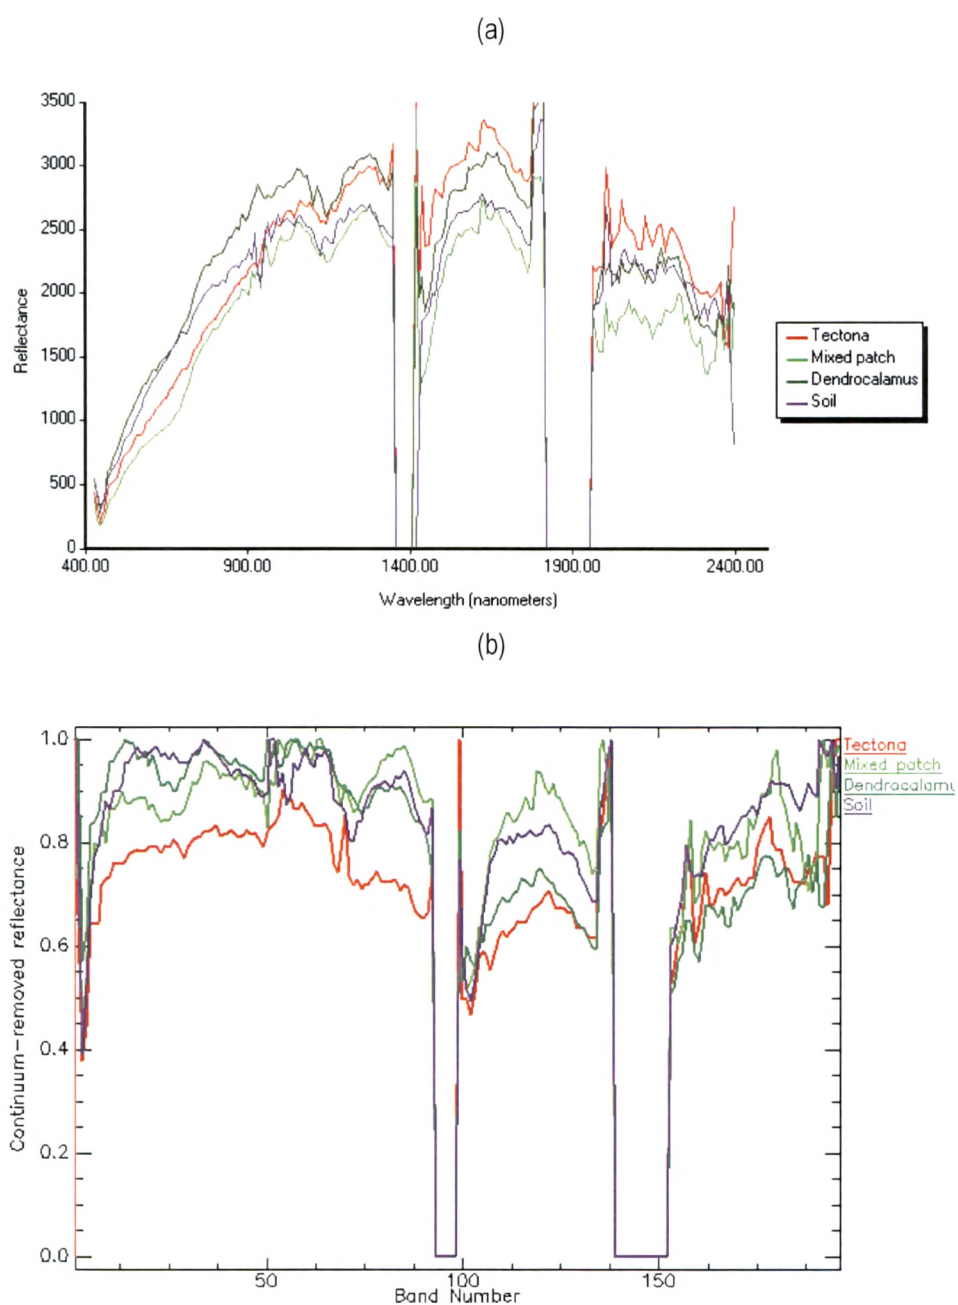 (a)
3500
3000
2500
2000
1500
1000
500
0
Reflectance
400.00 900.00 1400.00 1900.00 2400.00
Wavelength (nanometers)
Tectona
Mixed patch
Dendrocalamus
Soil
(b)
1.0
0.8
0.6
0.4
0.2
0.0
Continuum-removed reflectance
50 100 150
Band Number
Tectona
Mixed patch
Dendrocalamu
Soil